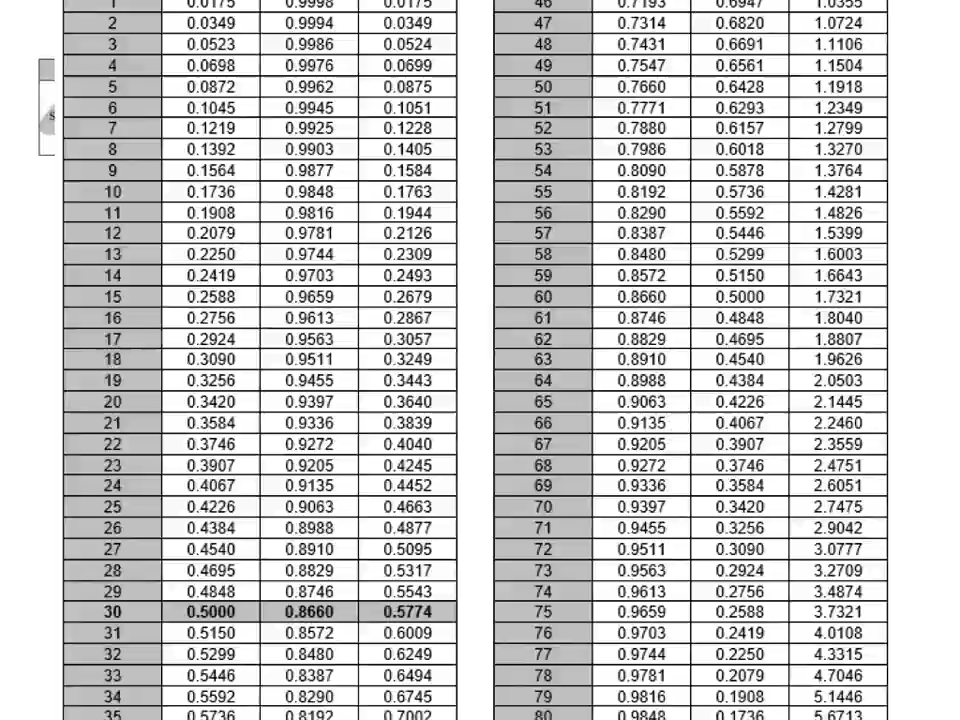 1 0.0175 0.9998 0.0175
2 0.0349 0.9994 0.0349
3 0.0523 0.9986 0.0524
4 0.0698 0.9976 0.0699
5 0.0872 0.9962 0.0875
6 0.1045 0.9945 0.1051
7 0.1219 0.9925 0.1228
8 0.1392 0.9903 0.1405
9 0.1564 0.9877 0.1584
10 0.1736 0.9848 0.1763
11 0.1908 0.9816 0.1944
12 0.2079 0.9781 0.2126
13 0.2250 0.9744 0.2309
14 0.2419 0.9703 0.2493
15 0.2588 0.9659 0.2679
16 0.2756 0.9613 0.2867
17 0.2924 0.9563 0.3057
18 0.3090 0.9511 0.3249
19 0.3256 0.9455 0.3443
20 0.3420 0.9397 0.3640
21 0.3584 0.9336 0.3839
22 0.3746 0.9272 0.4040
23 0.3907 0.9205 0.4245
24 0.4067 0.9135 0.4452
25 0.4226 0.9063 0.4663
26 0.4384 0.8988 0.4877
27 0.4540 0.8910 0.5095
28 0.4695 0.8829 0.5317
29 0.4848 0.8746 0.5543
30 0.5000 0.8660 0.5774
31 0.5150 0.8572 0.6009
32 0.5299 0.8480 0.6249
33 0.5446 0.8387 0.6494
34 0.5592 0.8290 0.6745
35 0.5736 0.8192 0.7002
46 0.7193 0.6947 1.0355
47 0.7314 0.6820 1.0724
48 0.7431 0.6691 1.1106
49 0.7547 0.6561 1.1504
50 0.7660 0.6428 1.1918
51 0.7771 0.6293 1.2349
52 0.7880 0.6157 1.2799
53 0.7986 0.6018 1.3270
54 0.8090 0.5878 1.3764
55 0.8192 0.5736 1.4281
56 0.8290 0.5592 1.4826
57 0.8387 0.5446 1.5399
58 0.8480 0.5299 1.6003
59 0.8572 0.5150 1.6643
60 0.8660 0.5000 1.7321
61 0.8746 0.4848 1.8040
62 0.8829 0.4695 1.8807
63 0.8910 0.4540 1.9626
64 0.8988 0.4384 2.0503
65 0.9063 0.4226 2.1445
66 0.9135 0.4067 2.2460
67 0.9205 0.3907 2.3559
68 0.9272 0.3746 2.4751
69 0.9336 0.3584 2.6051
70 0.9397 0.3420 2.7475
71 0.9455 0.3256 2.9042
72 0.9511 0.3090 3.0777
73 0.9563 0.2924 3.2709
74 0.9613 0.2756 3.4874
75 0.9659 0.2588 3.7321
76 0.9703 0.2419 4.0108
77 0.9744 0.2250 4.3315
78 0.9781 0.2079 4.7046
79 0.9816 0.1908 5.1446
80 0.9848 0.1736 5.6713